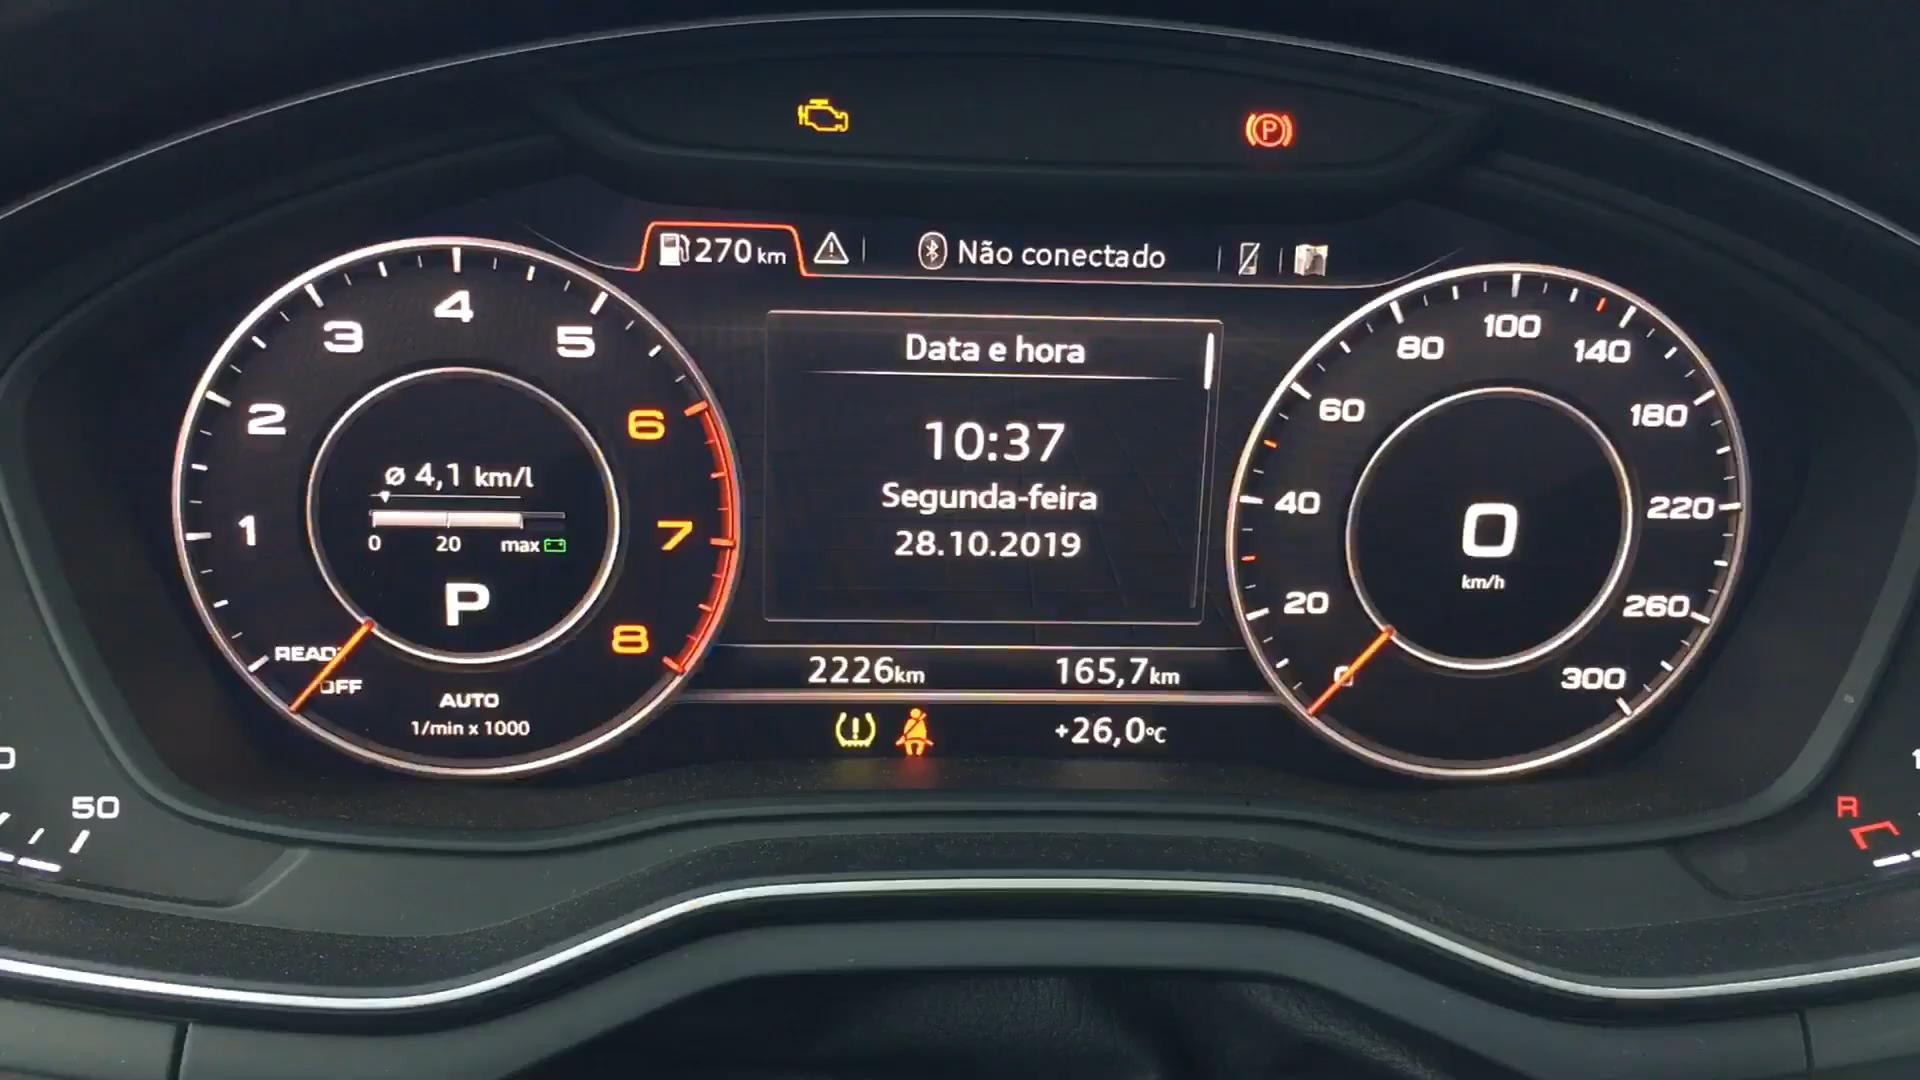 270 km
Não conectado
1
2
3
4
5
6
7
8
READY
OFF
ø 4,1 km/l
0 20 max
P
AUTO
1/min x 1000
Data e hora
10:37
Segunda-feira
28.10.2019
2226km 165,7km
+26,0°C
0
20
40
60
80
100
140
180
220
260
300
0
km/h
P
50
R